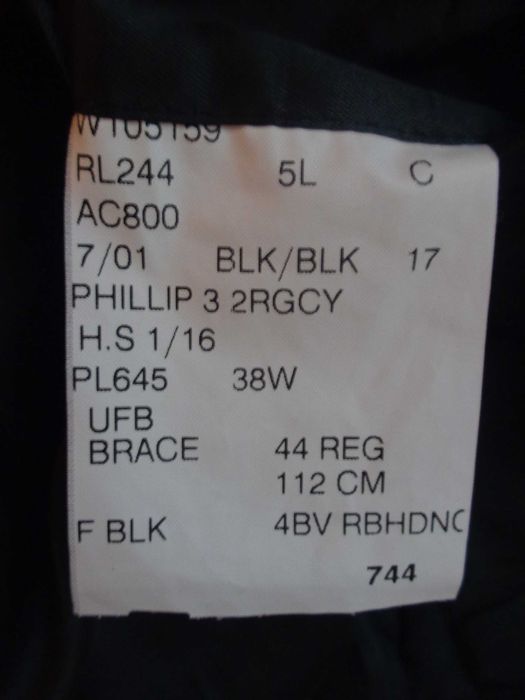 W105159
RL244 5L C
AC800
7/01 BLK/BLK 17
PHILLIP 3 2RGCY
H.S 1/16
PL645 38W
UFB
BRACE 44 REG
112 CM
F BLK 4BV RBHDNC
744